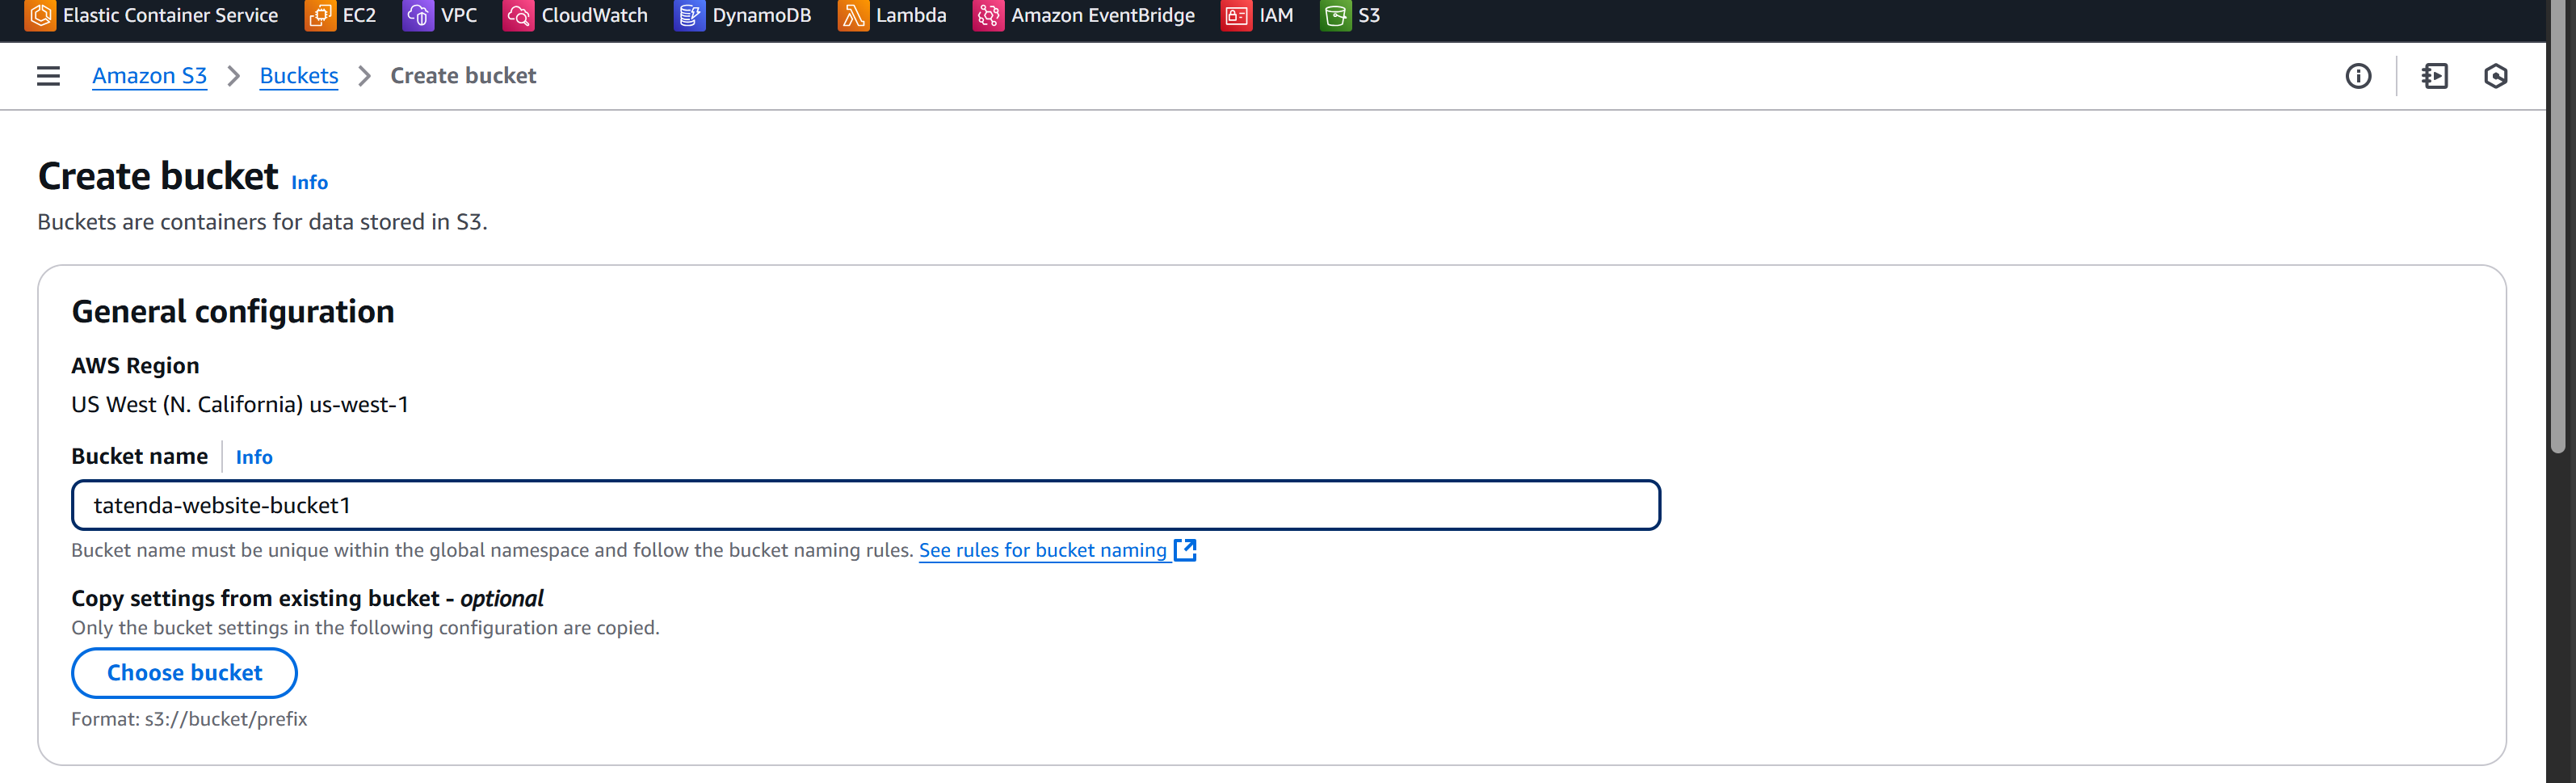 Elastic Container Service EC2 VPC CloudWatch DynamoDB Lambda Amazon EventBridge IAM S3
Amazon S3 > Buckets > Create bucket
Create bucket Info
Buckets are containers for data stored in S3.
General configuration
AWS Region
US West (N. California) us-west-1
Bucket name Info
tatenda-website-bucket1
Bucket name must be unique within the global namespace and follow the bucket naming rules. See rules for bucket naming
Copy settings from existing bucket - optional
Only the bucket settings in the following configuration are copied.
Choose bucket
Format: s3://bucket/prefix